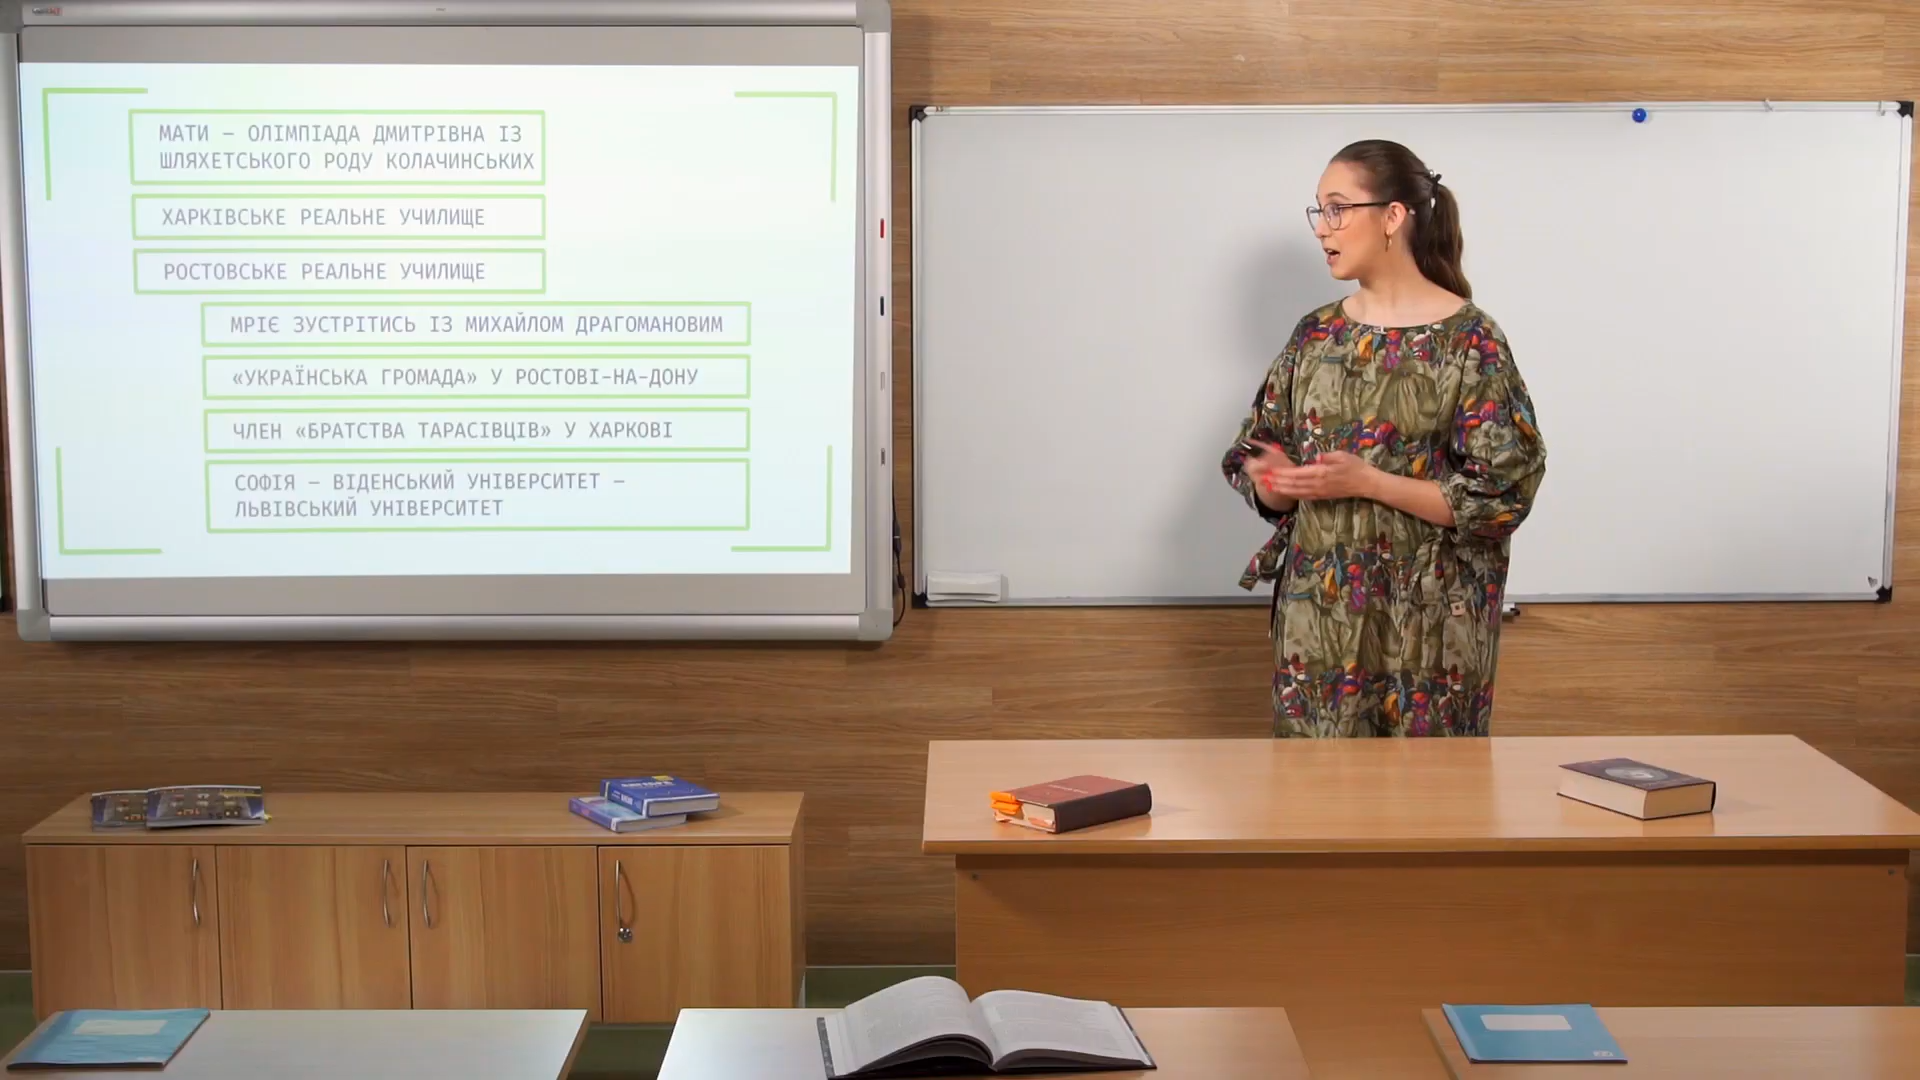 МАТИ – ОЛІМПІАДА ДМИТРІВНА ІЗ
ШЛЯХЕТСЬКОГО РОДУ КОЛАЧИНСЬКИХ
ХАРКІВСЬКЕ РЕАЛЬНЕ УЧИЛИЩЕ
РОСТОВСЬКЕ РЕАЛЬНЕ УЧИЛИЩЕ
МРІЄ ЗУСТРІТИСЬ ІЗ МИХАЙЛОМ ДРАГОМАНОВИМ
«УКРАЇНСЬКА ГРОМАДА» У РОСТОВІ-НА-ДОНУ
ЧЛЕН «БРАТСТВА ТАРАСІВЦІВ» У ХАРКОВІ
СОФІЯ – ВІДЕНСЬКИЙ УНІВЕРСИТЕТ –
ЛЬВІВСЬКИЙ УНІВЕРСИТЕТ